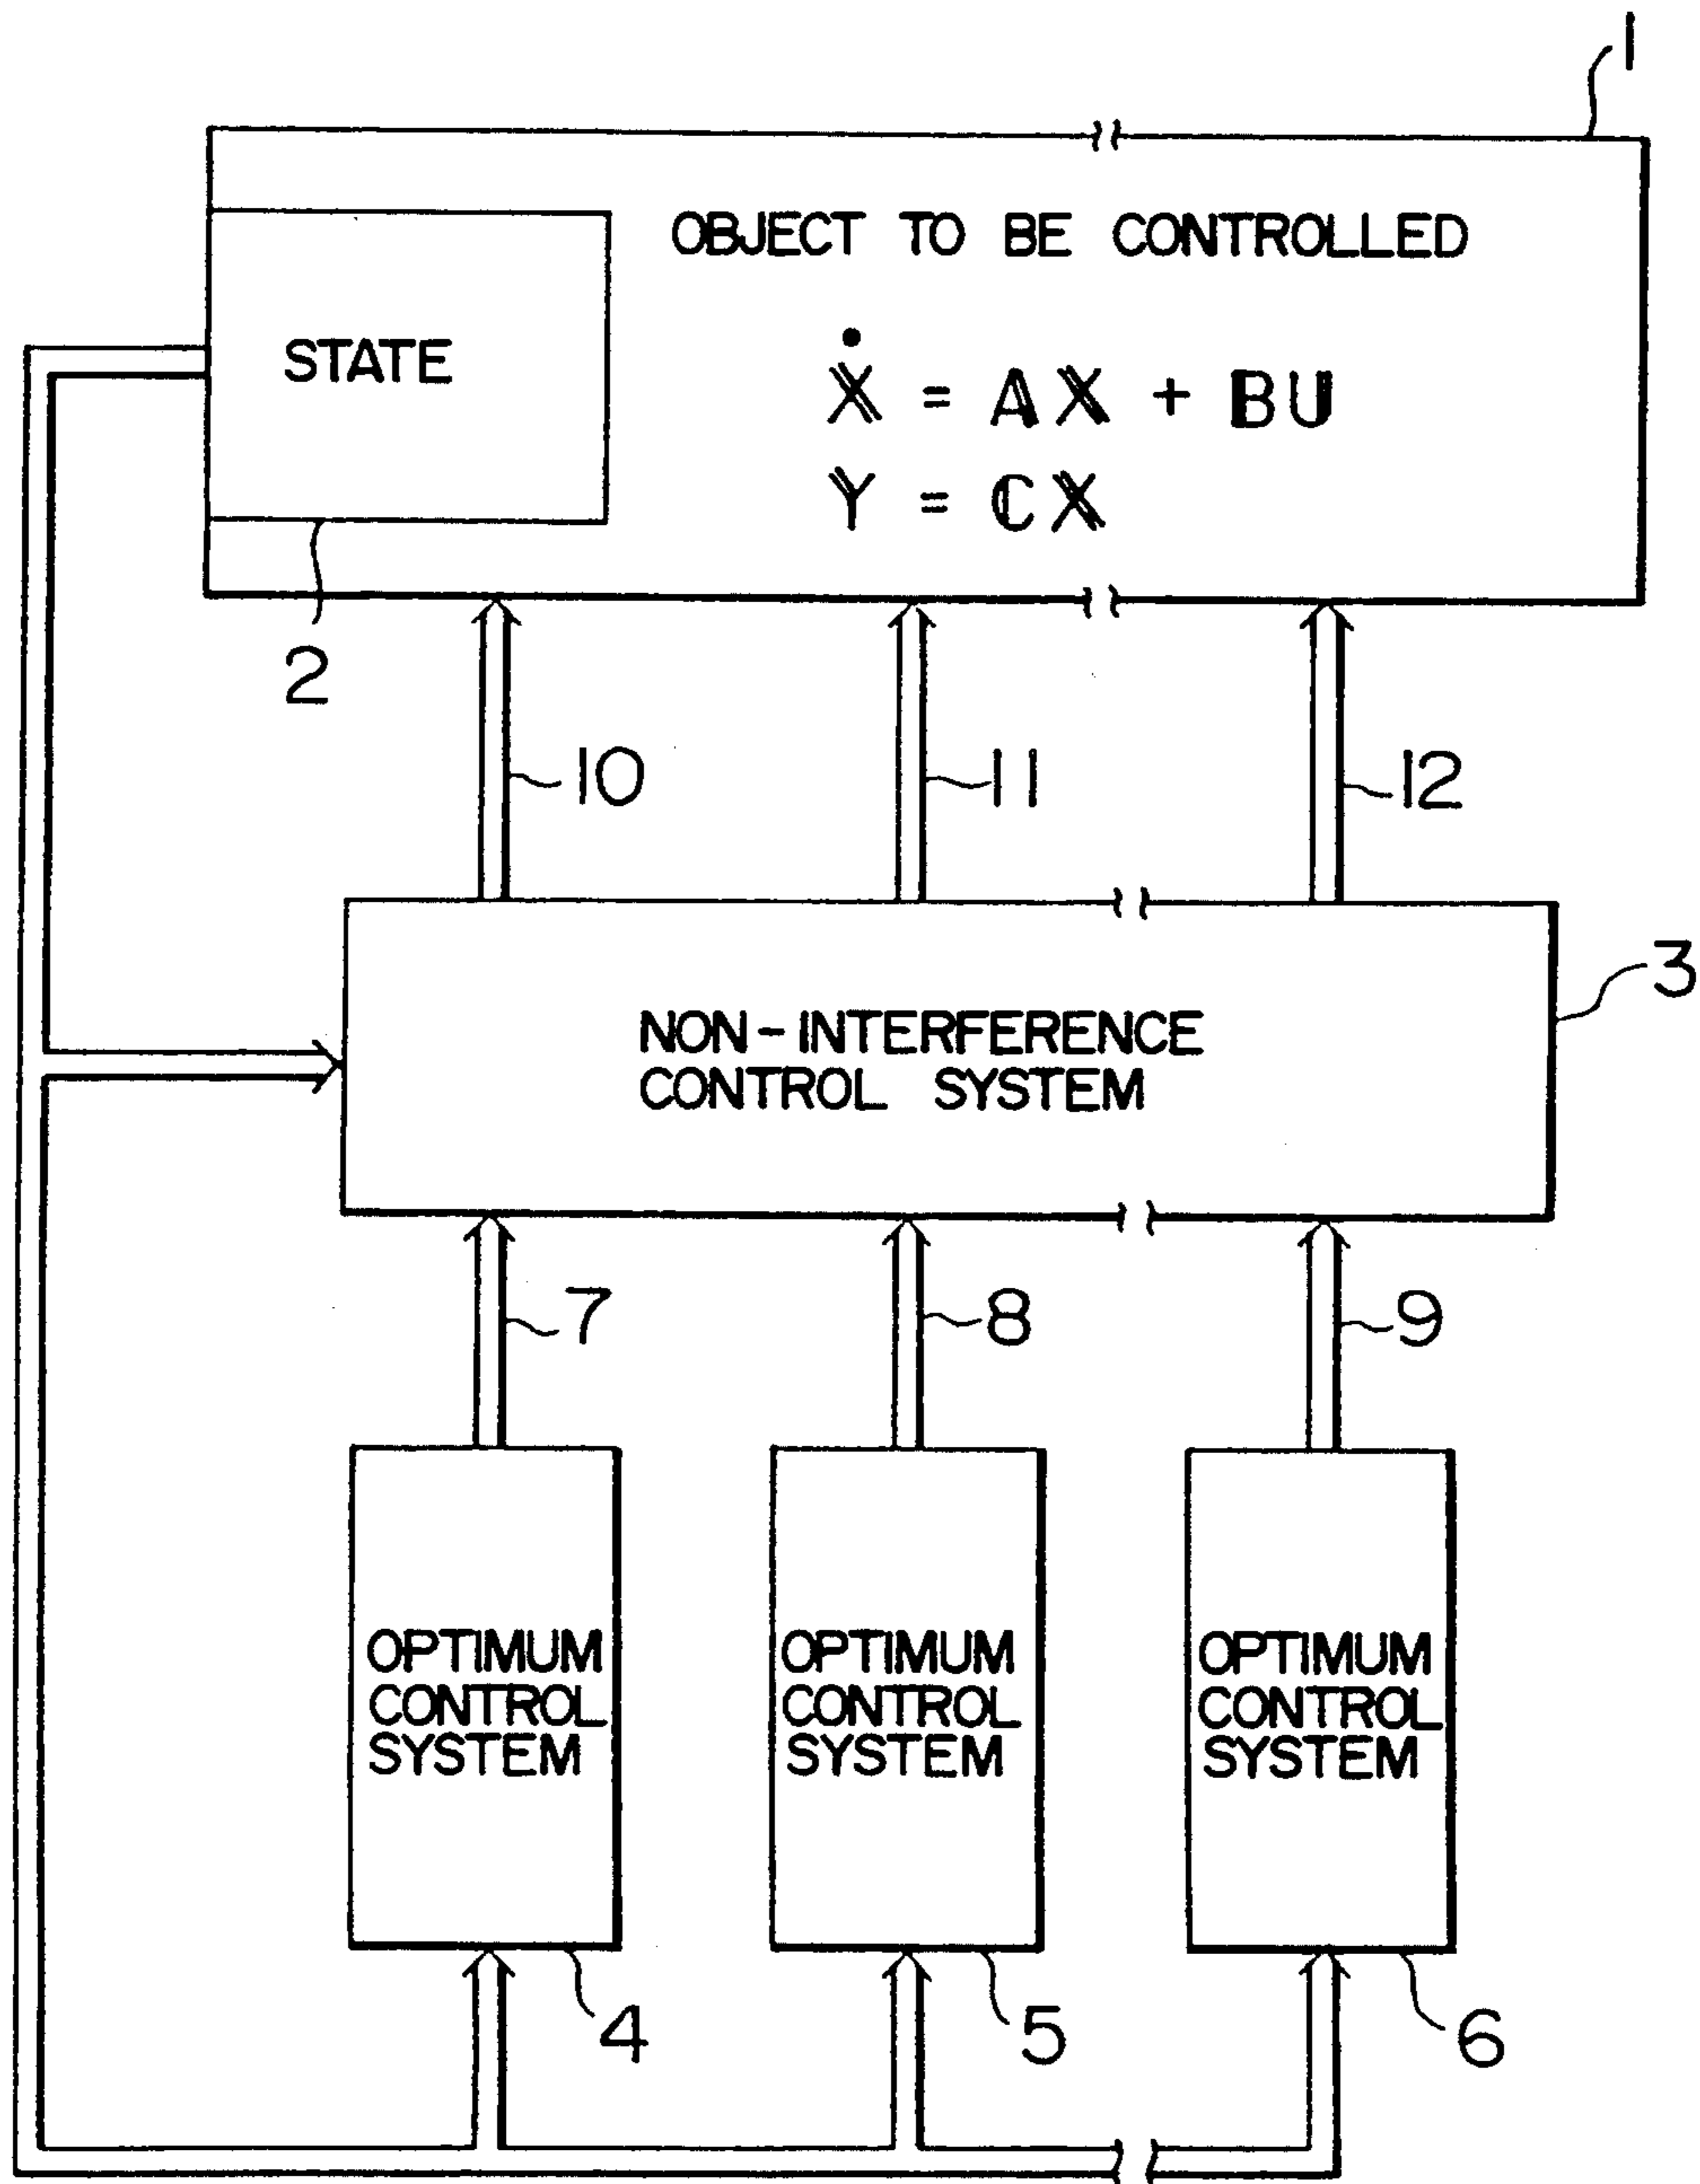 1
OBJECT TO BE CONTROLLED
STATE
Ẋ = AX + BU
Y = CX
2
10
11
12
3
NON-INTERFERENCE
CONTROL SYSTEM
7
8
9
OPTIMUM
CONTROL
SYSTEM
OPTIMUM
CONTROL
SYSTEM
OPTIMUM
CONTROL
SYSTEM
4
5
6